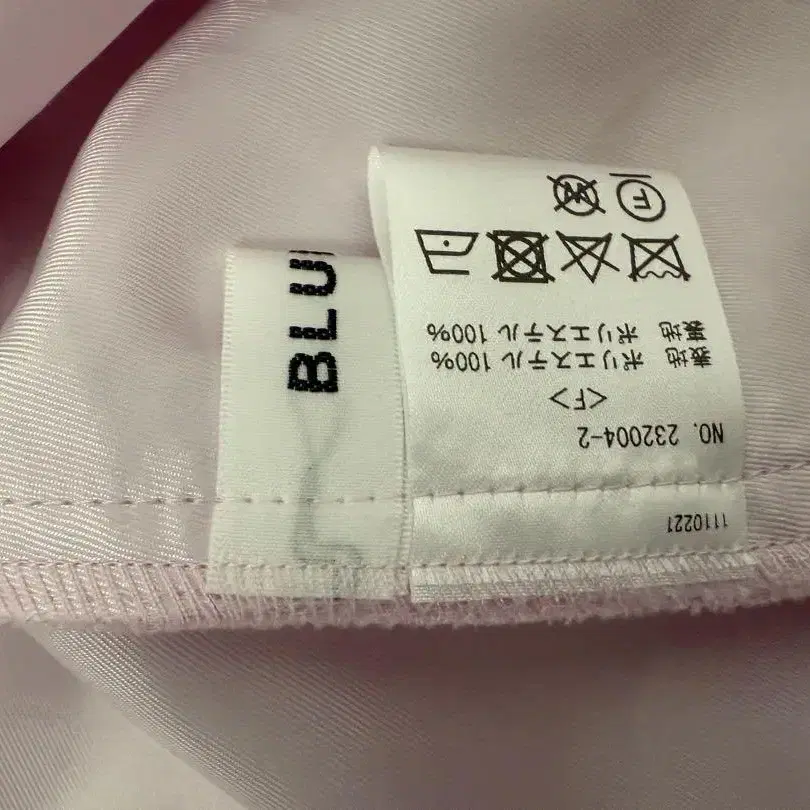 BLU
1110221
NO. 232004-2
<F>
表地 ポリエステル 100%
裏地 ポリエステル 100%
F W